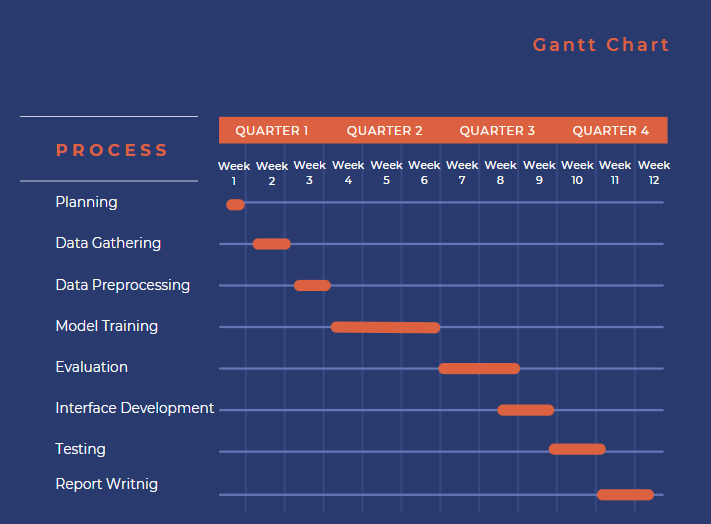 Gantt Chart
QUARTER 1 QUARTER 2 QUARTER 3 QUARTER 4
PROCESS
Week Week Week Week Week Week Week Week Week Week Week Week
1 2 3 4 5 6 7 8 9 10 11 12
Planning
Data Gathering
Data Preprocessing
Model Training
Evaluation
Interface Development
Testing
Report Writnig